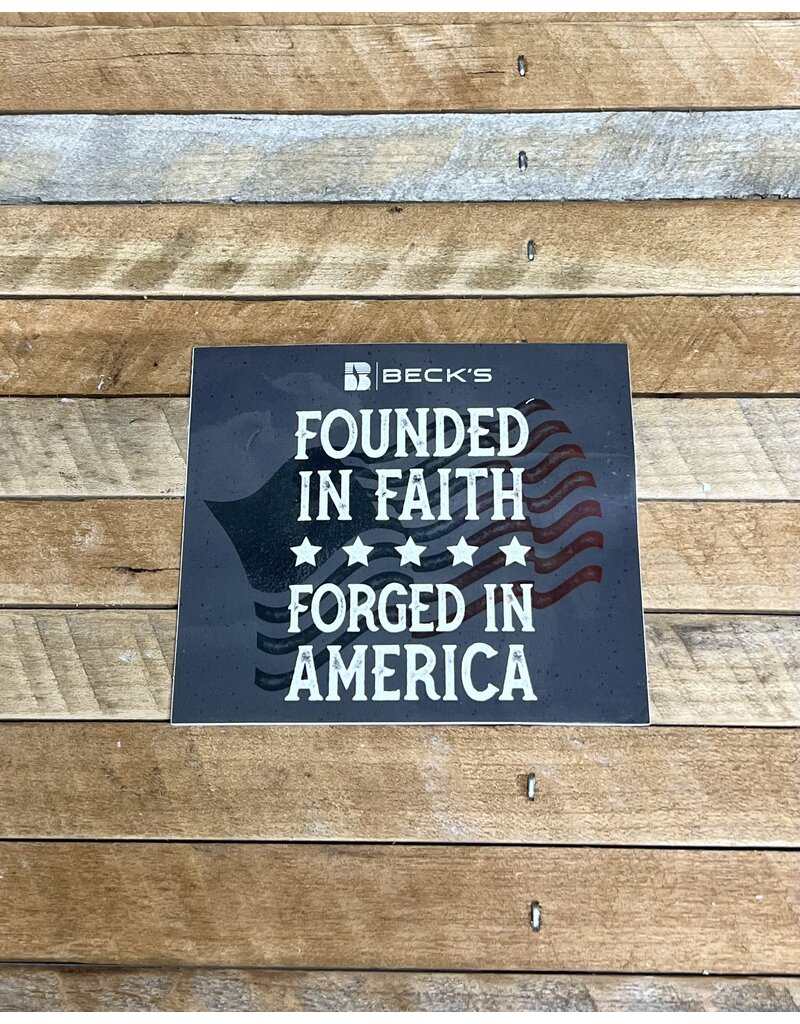 B BECK'S
FOUNDED
IN FAITH
FORGED IN
AMERICA